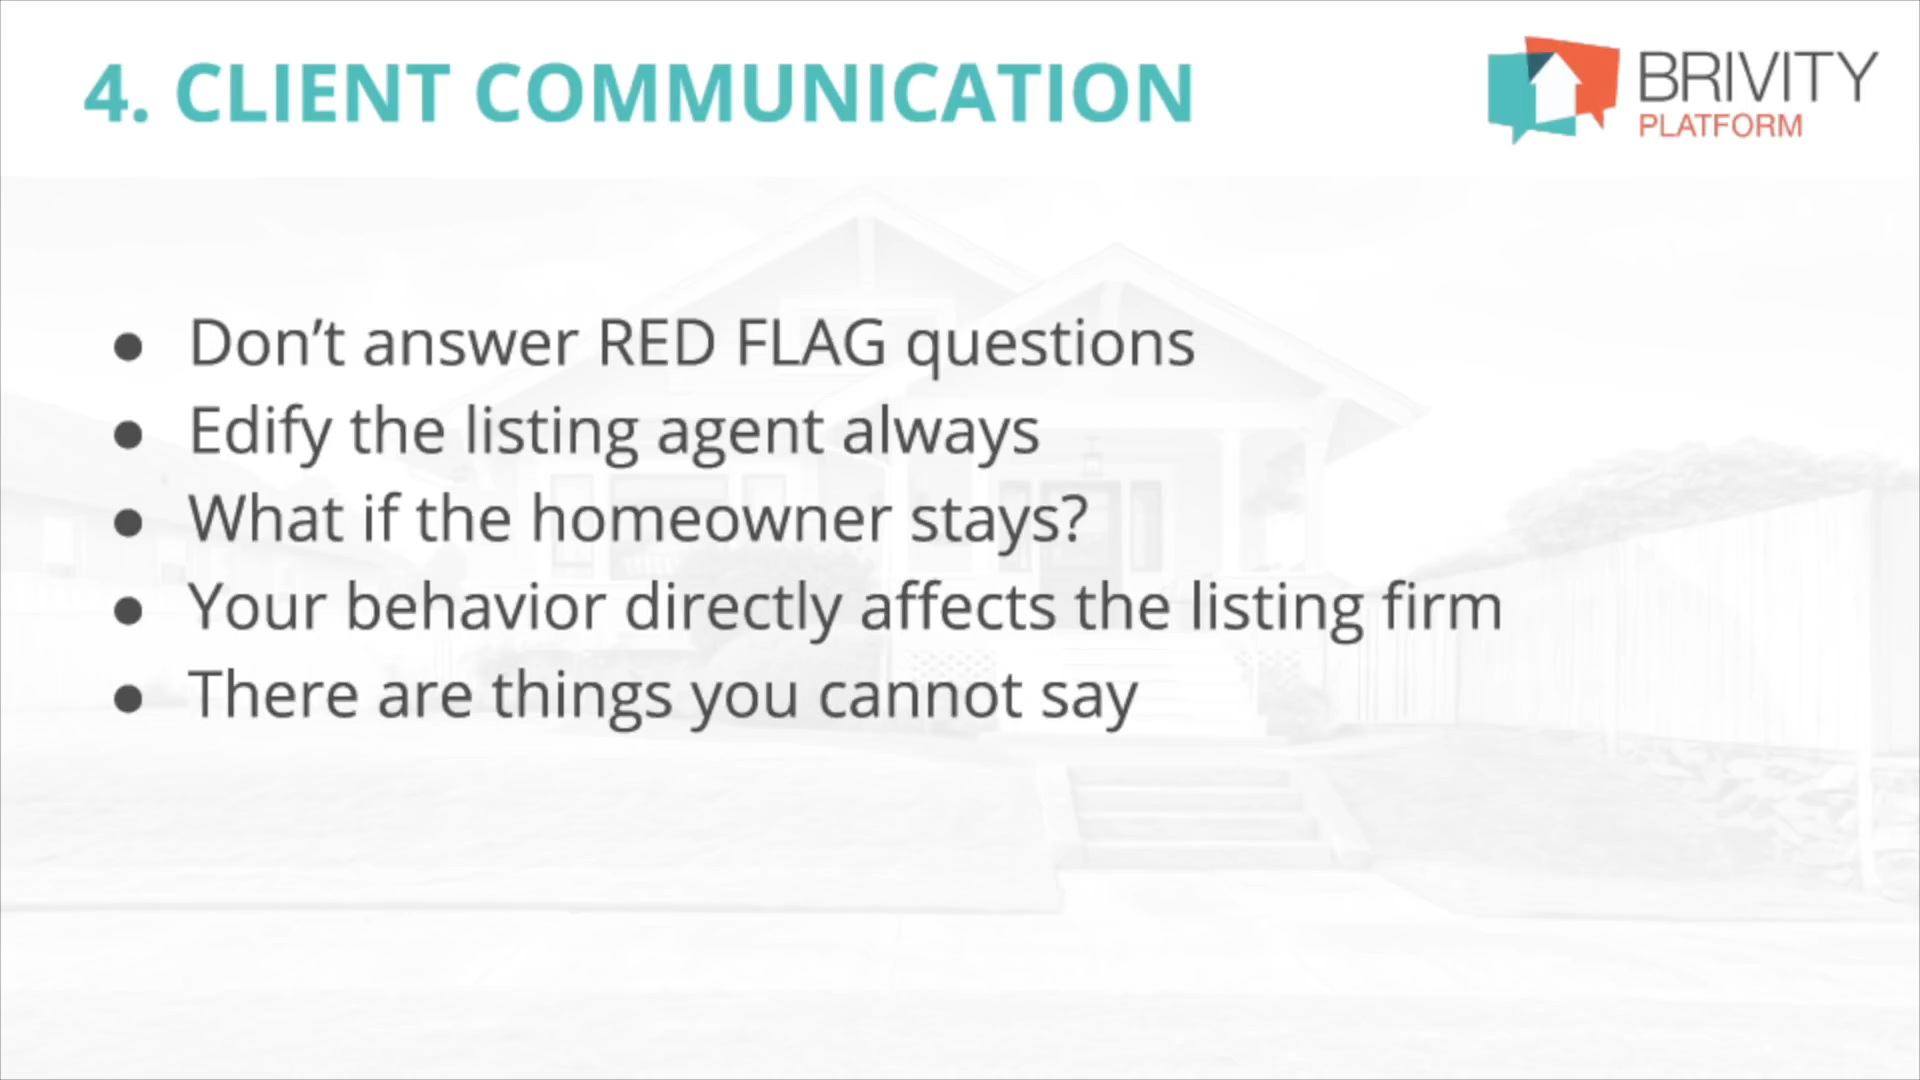 4. CLIENT COMMUNICATION
BRIVITY
PLATFORM
● Don’t answer RED FLAG questions
● Edify the listing agent always
● What if the homeowner stays?
● Your behavior directly affects the listing firm
● There are things you cannot say